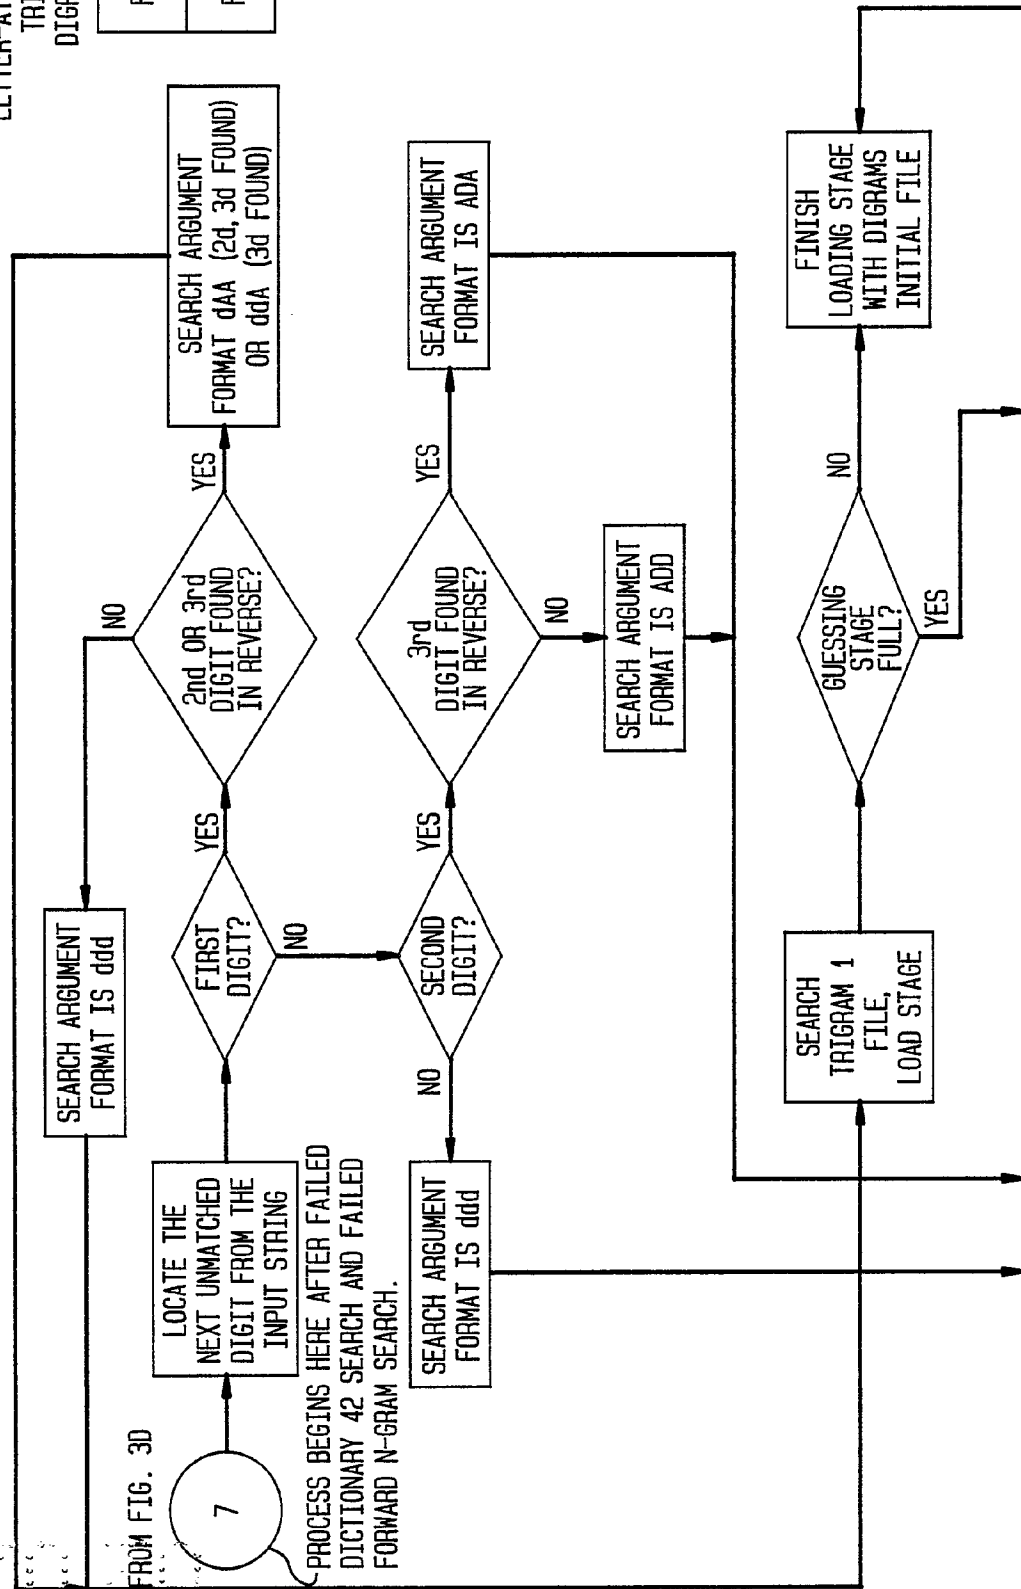 FROM FIG. 3D
7
PROCESS BEGINS HERE AFTER FAILED
DICTIONARY 42 SEARCH AND FAILED
FORWARD N-GRAM SEARCH.
LOCATE THE
NEXT UNMATCHED
DIGIT FROM THE
INPUT STRING
FIRST
DIGIT?
YES
NO
2nd OR 3rd
DIGIT FOUND
IN REVERSE?
NO
YES
SEARCH ARGUMENT
FORMAT IS ddd
SEARCH ARGUMENT
FORMAT dAA (2d, 3d FOUND)
OR ddA (3d FOUND)
SECOND
DIGIT?
YES
NO
SEARCH ARGUMENT
FORMAT IS ddd
3rd
DIGIT FOUND
IN REVERSE?
YES
NO
SEARCH ARGUMENT
FORMAT IS ADA
SEARCH ARGUMENT
FORMAT IS ADD
SEARCH
TRIGRAM 1
FILE,
LOAD STAGE
GUESSING
STAGE
FULL?
NO
YES
FINISH
LOADING STAGE
WITH DIGRAMS
INITIAL FILE